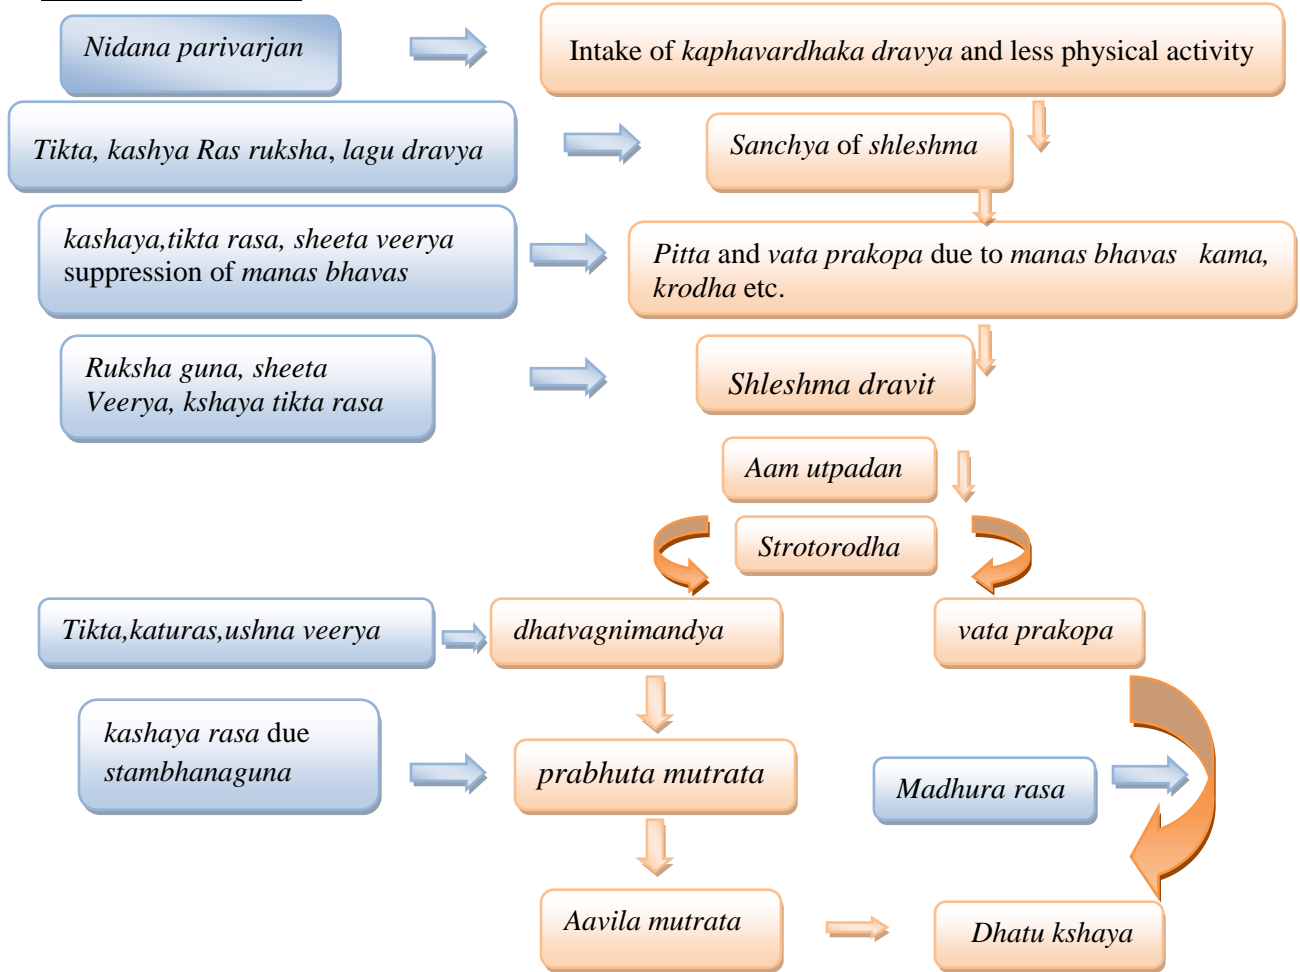 Nidana parivarjan
Intake of kaphavardhaka dravya and less physical activity
Tikta, kashya Ras ruksha, lagu dravya
Sanchya of shleshma
kashaya,tikta rasa, sheeta veerya
suppression of manas bhavas
Pitta and vata prakopa due to manas bhavas kama,
krodha etc.
Ruksha guna, sheeta
Veerya, kshaya tikta rasa
Shleshma dravit
Aam utpadan
Strotorodha
Tikta,katuras,ushna veerya
dhatvagnimandya
vata prakopa
kashaya rasa due
stambhanaguna
prabhuta mutrata
Madhura rasa
Aavila mutrata
Dhatu kshaya